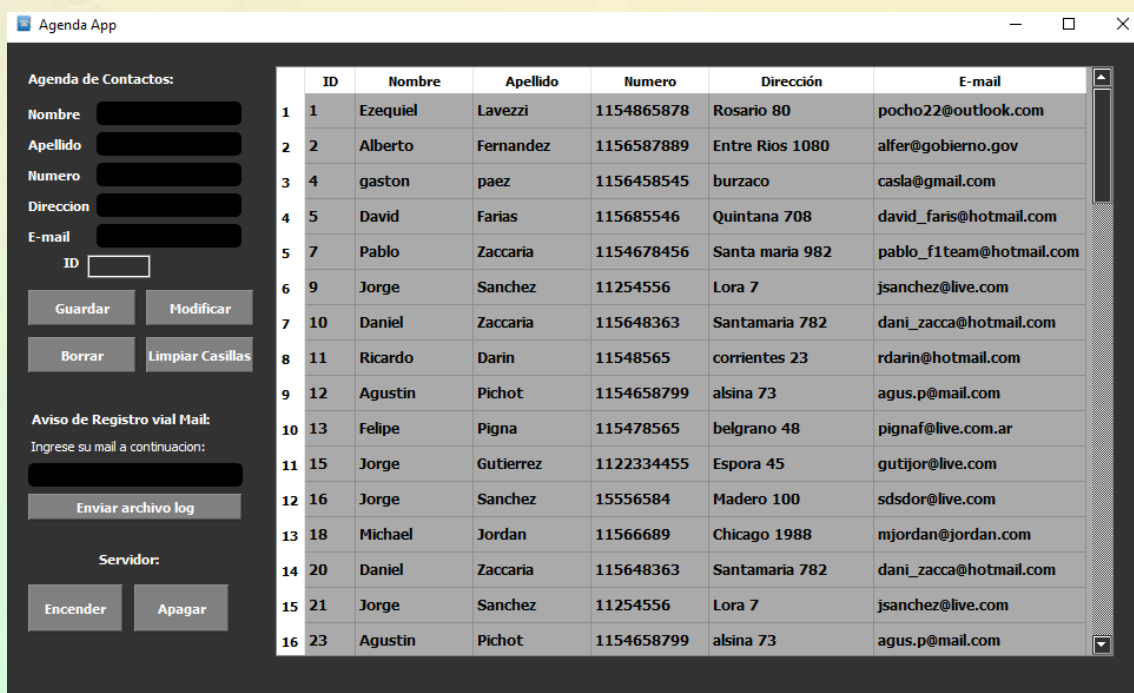 Agenda App
Agenda de Contactos:
Nombre
Apellido
Numero
Direccion
E-mail
ID
Guardar Modificar
Borrar Limpiar Casillas
Aviso de Registro vial Mail:
Ingrese su mail a continuacion:
Enviar archivo log
Servidor:
Encender Apagar
ID Nombre Apellido Numero Dirección E-mail
1 1 Ezequiel Lavezzi 1154865878 Rosario 80 pocho22@outlook.com
2 2 Alberto Fernandez 1156587889 Entre Rios 1080 alfer@gobierno.gov
3 4 gaston paez 1156458545 burzaco casla@gmail.com
4 5 David Farias 115685546 Quintana 708 david_faris@hotmail.com
5 7 Pablo Zaccaria 1154678456 Santa maria 982 pablo_f1team@hotmail.com
6 9 Jorge Sanchez 11254556 Lora 7 jsanchez@live.com
7 10 Daniel Zaccaria 115648363 Santamaria 782 dani_zacca@hotmail.com
8 11 Ricardo Darin 11548565 corrientes 23 rdarin@hotmail.com
9 12 Agustin Pichot 1154658799 alsina 73 agus.p@mail.com
10 13 Felipe Pigna 115478565 belgrano 48 pignaf@live.com.ar
11 15 Jorge Gutierrez 1122334455 Espora 45 gutijor@live.com
12 16 Jorge Sanchez 15556584 Madero 100 sdsdor@live.com
13 18 Michael Jordan 11566689 Chicago 1988 mjordan@jordan.com
14 20 Daniel Zaccaria 115648363 Santamaria 782 dani_zacca@hotmail.com
15 21 Jorge Sanchez 11254556 Lora 7 jsanchez@live.com
16 23 Agustin Pichot 1154658799 alsina 73 agus.p@mail.com